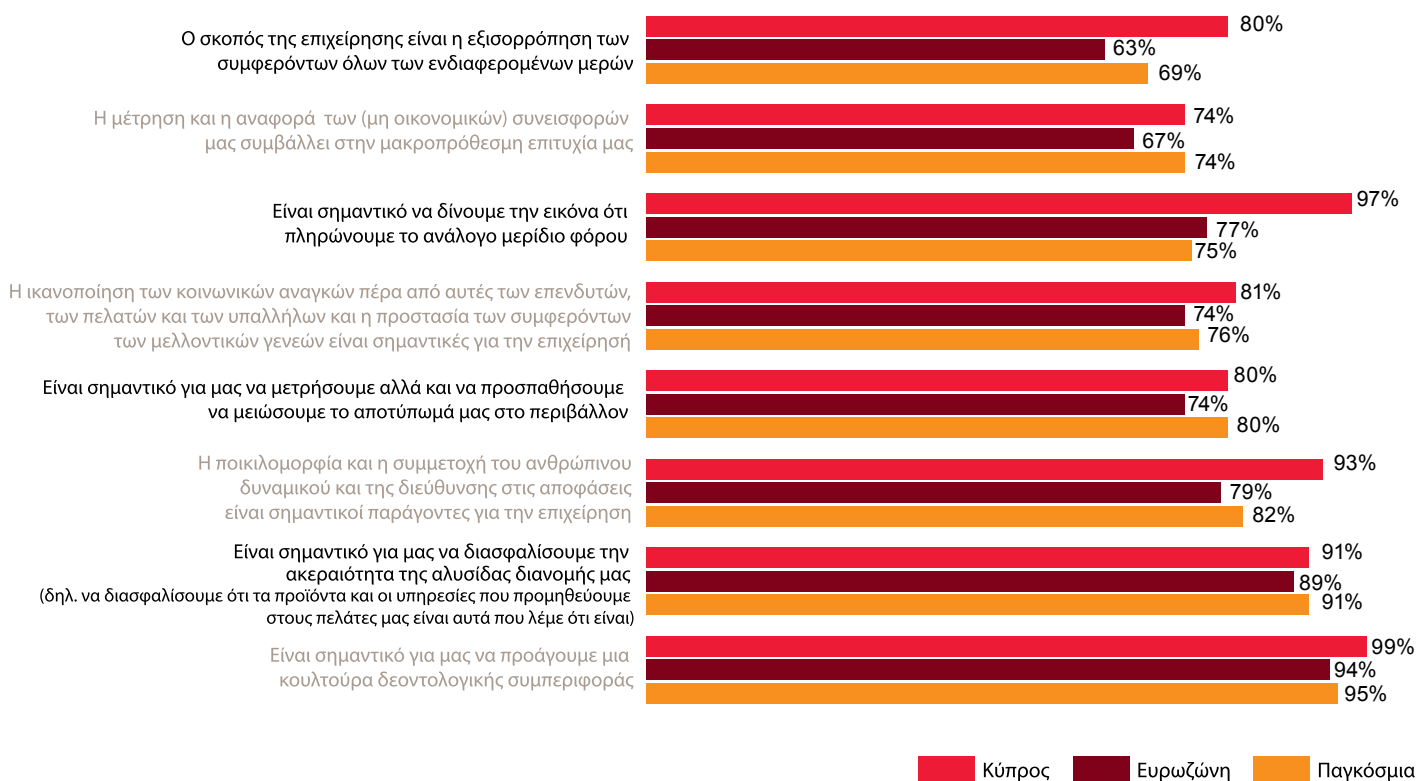 Ο σκοπός της επιχείρησης είναι η εξισορρόπηση των
συμφερόντων όλων των ενδιαφερομένων μερών
80%
63%
69%
Η μέτρηση και η αναφορά των (μη οικονομικών) συνεισφορών
μας συμβάλλει στην μακροπρόθεσμη επιτυχία μας
74%
67%
74%
Είναι σημαντικό να δίνουμε την εικόνα ότι
πληρώνουμε το ανάλογο μερίδιο φόρου
97%
77%
75%
Η ικανοποίηση των κοινωνικών αναγκών πέρα από αυτές των επενδυτών,
των πελατών και των υπαλλήλων και η προστασία των συμφερόντων
των μελλοντικών γενεών είναι σημαντικές για την επιχείρησή
81%
74%
76%
Είναι σημαντικό για μας να μετρήσουμε αλλά και να προσπαθήσουμε
να μειώσουμε το αποτύπωμά μας στο περιβάλλον
80%
74%
80%
Η ποικιλομορφία και η συμμετοχή του ανθρώπινου
δυναμικού και της διεύθυνσης στις αποφάσεις
είναι σημαντικοί παράγοντες για την επιχείρηση
93%
79%
82%
Είναι σημαντικό για μας να διασφαλίσουμε την
ακεραιότητα της αλυσίδας διανομής μας
(δηλ. να διασφαλίσουμε ότι τα προϊόντα και οι υπηρεσίες που προμηθεύουμε
στους πελάτες μας είναι αυτά που λέμε ότι είναι)
91%
89%
91%
Είναι σημαντικό για μας να προάγουμε μια
κουλτούρα δεοντολογικής συμπεριφοράς
99%
94%
95%
Κύπρος Ευρωζώνη Παγκόσμια